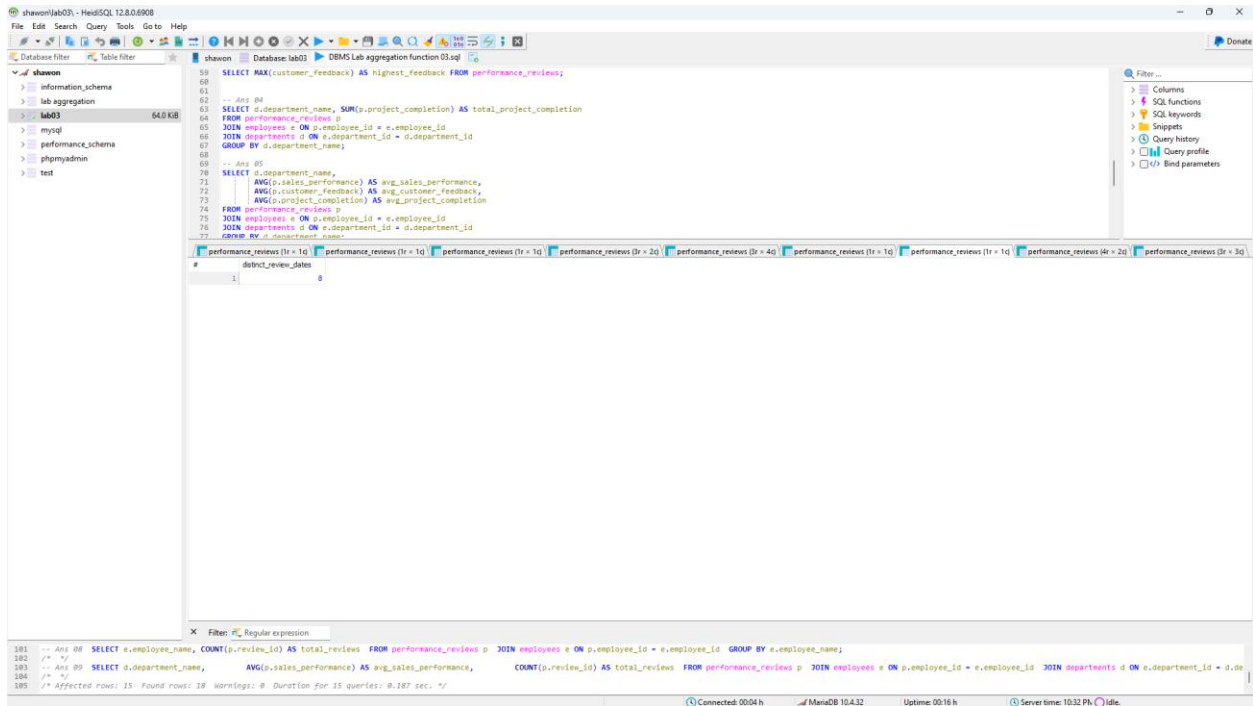 shawon\lab03\ - HeidiSQL 12.8.0.6908
File Edit Search Query Tools Go to Help
Donate
Database filter Table filter
shawon Database: lab03 DBMS Lab aggregation function 03.sql
shawon
information_schema
lab aggregation
lab03 64.0 KiB
mysql
performance_schema
phpmyadmin
test
59 SELECT MAX(customer_feedback) AS highest_feedback FROM performance_reviews;
60
61
62 -- Ans 04
63 SELECT d.department_name, SUM(p.project_completion) AS total_project_completion
64 FROM performance_reviews p
65 JOIN employees e ON p.employee_id = e.employee_id
66 JOIN departments d ON e.department_id = d.department_id
67 GROUP BY d.department_name;
68
69 -- Ans 05
70 SELECT d.department_name,
71 AVG(p.sales_performance) AS avg_sales_performance,
72 AVG(p.customer_feedback) AS avg_customer_feedback,
73 AVG(p.project_completion) AS avg_project_completion
74 FROM performance_reviews p
75 JOIN employees e ON p.employee_id = e.employee_id
76 JOIN departments d ON e.department_id = d.department_id
77 GROUP BY d.department_name;
Filter ...
Columns
SQL functions
SQL keywords
Snippets
Query history
Query profile
Bind parameters
performance_reviews (1r × 1c) performance_reviews (1r × 1c) performance_reviews (1r × 1c) performance_reviews (3r × 2c) performance_reviews (3r × 4c) performance_reviews (1r × 1c) performance_reviews (1r × 1c) performance_reviews (4r × 2c) performance_reviews (3r × 3c)
# distinct_review_dates
1 8
Filter: Regular expression
101 -- Ans 08 SELECT e.employee_name, COUNT(p.review_id) AS total_reviews FROM performance_reviews p JOIN employees e ON p.employee_id = e.employee_id GROUP BY e.employee_name;
102 /* */
103 -- Ans 09 SELECT d.department_name, AVG(p.sales_performance) AS avg_sales_performance, COUNT(p.review_id) AS total_reviews FROM performance_reviews p JOIN employees e ON p.employee_id = e.employee_id JOIN departments d ON e.department_id = d.de
104 /* */
105 /* Affected rows: 15 Found rows: 18 Warnings: 0 Duration for 15 queries: 0.187 sec. */
Connected: 00:04 h MariaDB 10.4.32 Uptime: 00:16 h Server time: 10:32 PM Idle.